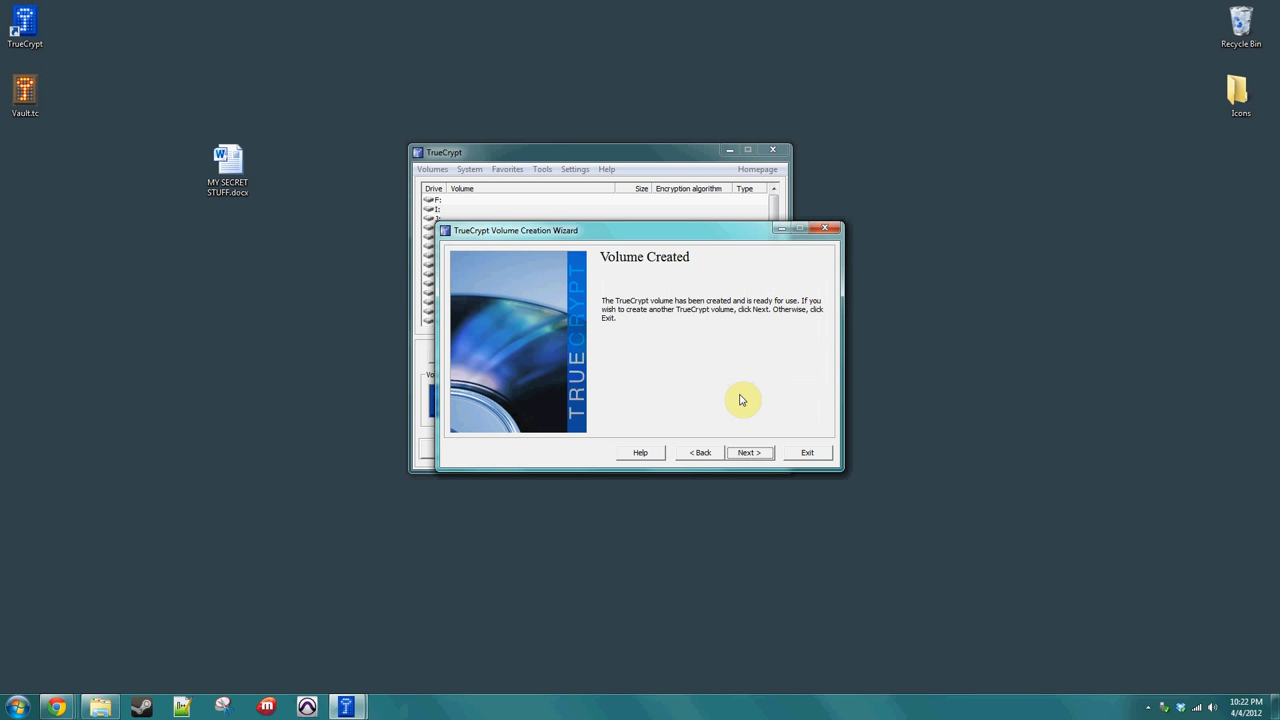 TrueCrypt
Recycle Bin
Vault.tc
Icons
MY SECRET
STUFF.docx
TrueCrypt
Volumes System Favorites Tools Settings Help Homepage
Drive Volume Size Encryption algorithm Type
F:
I:
TrueCrypt Volume Creation Wizard
TRUECRYPT
Volume Created
The TrueCrypt volume has been created and is ready for use. If you
wish to create another TrueCrypt volume, click Next. Otherwise, click
Exit.
Help < Back Next > Exit
10:22 PM
4/4/2012